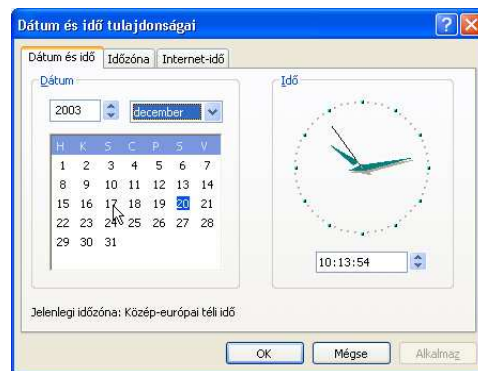 Dátum és idő tulajdonságai
Dátum és idő Időzóna Internet-idő
Dátum
2003 december
H K S C P S V
1 2 3 4 5 6 7
8 9 10 11 12 13 14
15 16 17 18 19 20 21
22 23 24 25 26 27 28
29 30 31
Idő
10:13:54
Jelenlegi időzóna: Közép-európai téli idő
OK Mégse Alkalmaz